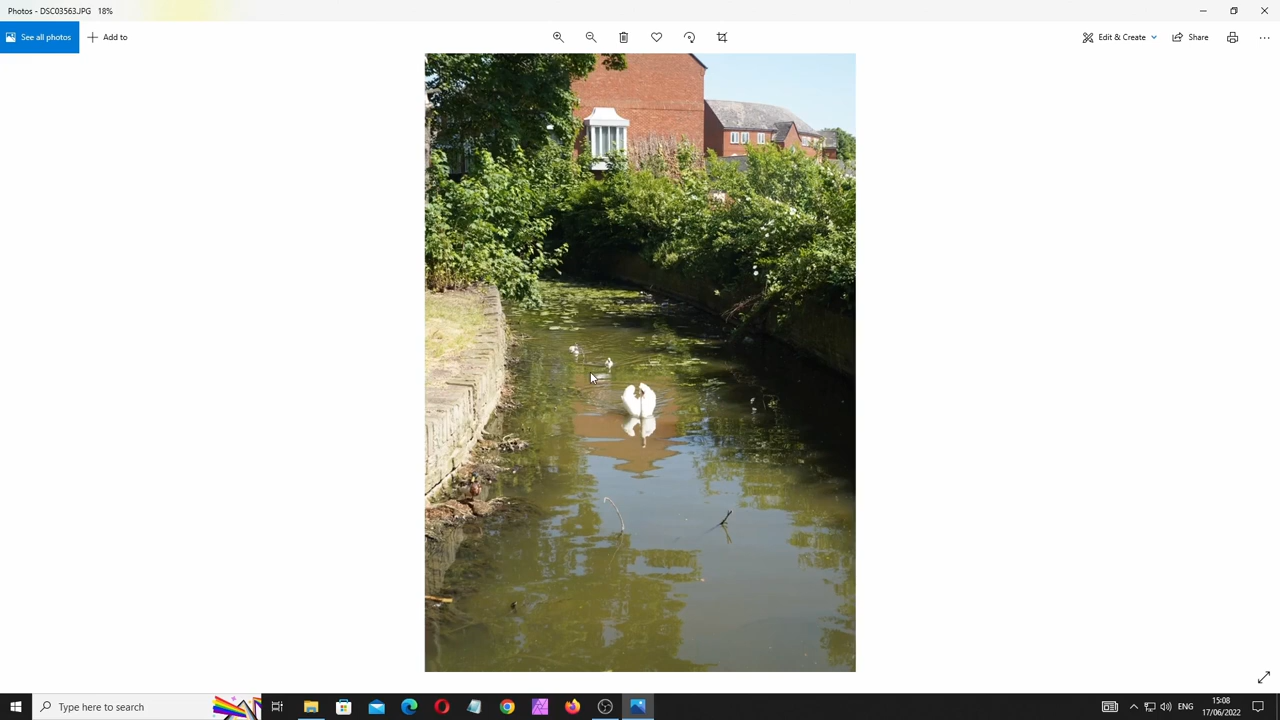 Photos - DSC03563.JPG   18%
See all photos
Add to
Edit & Create
Share
Type here to search
ENG
15:08
17/06/2022